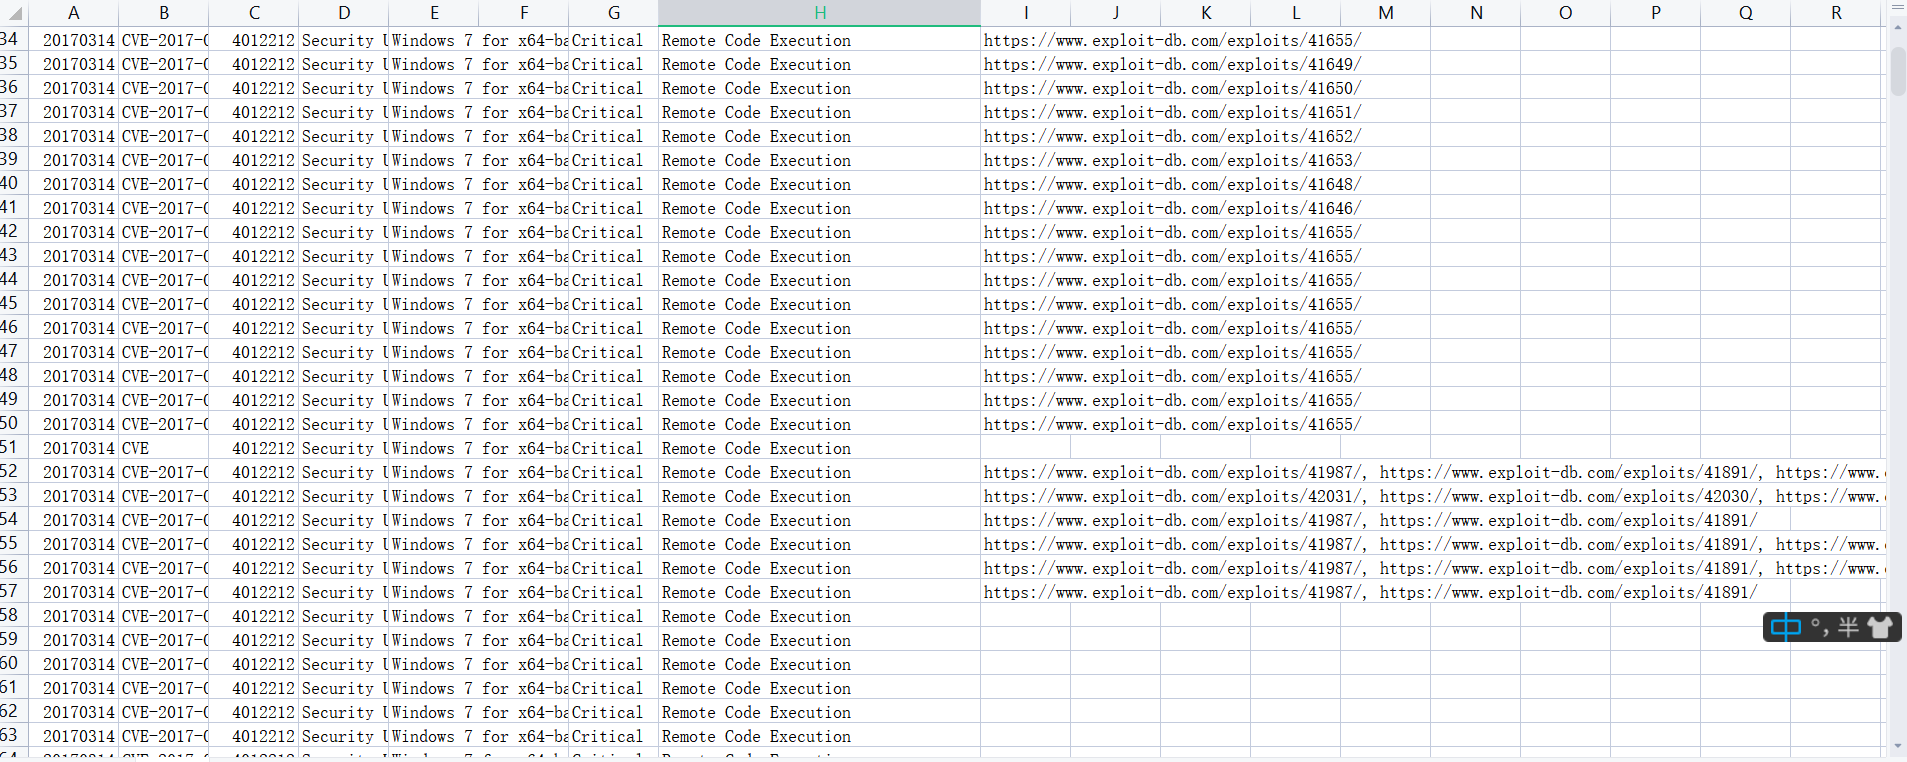 A B C D E F G H I J K L M N O P Q R
34 20170314 CVE-2017-0 4012212 Security U Windows 7 for x64-ba Critical Remote Code Execution https://www.exploit-db.com/exploits/41655/
35 20170314 CVE-2017-0 4012212 Security U Windows 7 for x64-ba Critical Remote Code Execution https://www.exploit-db.com/exploits/41649/
36 20170314 CVE-2017-0 4012212 Security U Windows 7 for x64-ba Critical Remote Code Execution https://www.exploit-db.com/exploits/41650/
37 20170314 CVE-2017-0 4012212 Security U Windows 7 for x64-ba Critical Remote Code Execution https://www.exploit-db.com/exploits/41651/
38 20170314 CVE-2017-0 4012212 Security U Windows 7 for x64-ba Critical Remote Code Execution https://www.exploit-db.com/exploits/41652/
39 20170314 CVE-2017-0 4012212 Security U Windows 7 for x64-ba Critical Remote Code Execution https://www.exploit-db.com/exploits/41653/
40 20170314 CVE-2017-0 4012212 Security U Windows 7 for x64-ba Critical Remote Code Execution https://www.exploit-db.com/exploits/41648/
41 20170314 CVE-2017-0 4012212 Security U Windows 7 for x64-ba Critical Remote Code Execution https://www.exploit-db.com/exploits/41646/
42 20170314 CVE-2017-0 4012212 Security U Windows 7 for x64-ba Critical Remote Code Execution https://www.exploit-db.com/exploits/41655/
43 20170314 CVE-2017-0 4012212 Security U Windows 7 for x64-ba Critical Remote Code Execution https://www.exploit-db.com/exploits/41655/
44 20170314 CVE-2017-0 4012212 Security U Windows 7 for x64-ba Critical Remote Code Execution https://www.exploit-db.com/exploits/41655/
45 20170314 CVE-2017-0 4012212 Security U Windows 7 for x64-ba Critical Remote Code Execution https://www.exploit-db.com/exploits/41655/
46 20170314 CVE-2017-0 4012212 Security U Windows 7 for x64-ba Critical Remote Code Execution https://www.exploit-db.com/exploits/41655/
47 20170314 CVE-2017-0 4012212 Security U Windows 7 for x64-ba Critical Remote Code Execution https://www.exploit-db.com/exploits/41655/
48 20170314 CVE-2017-0 4012212 Security U Windows 7 for x64-ba Critical Remote Code Execution https://www.exploit-db.com/exploits/41655/
49 20170314 CVE-2017-0 4012212 Security U Windows 7 for x64-ba Critical Remote Code Execution https://www.exploit-db.com/exploits/41655/
50 20170314 CVE-2017-0 4012212 Security U Windows 7 for x64-ba Critical Remote Code Execution https://www.exploit-db.com/exploits/41655/
51 20170314 CVE 4012212 Security U Windows 7 for x64-ba Critical Remote Code Execution
52 20170314 CVE-2017-0 4012212 Security U Windows 7 for x64-ba Critical Remote Code Execution https://www.exploit-db.com/exploits/41987/, https://www.exploit-db.com/exploits/41891/, https://www.
53 20170314 CVE-2017-0 4012212 Security U Windows 7 for x64-ba Critical Remote Code Execution https://www.exploit-db.com/exploits/42031/, https://www.exploit-db.com/exploits/42030/, https://www.
54 20170314 CVE-2017-0 4012212 Security U Windows 7 for x64-ba Critical Remote Code Execution https://www.exploit-db.com/exploits/41987/, https://www.exploit-db.com/exploits/41891/
55 20170314 CVE-2017-0 4012212 Security U Windows 7 for x64-ba Critical Remote Code Execution https://www.exploit-db.com/exploits/41987/, https://www.exploit-db.com/exploits/41891/, https://www.
56 20170314 CVE-2017-0 4012212 Security U Windows 7 for x64-ba Critical Remote Code Execution https://www.exploit-db.com/exploits/41987/, https://www.exploit-db.com/exploits/41891/, https://www.
57 20170314 CVE-2017-0 4012212 Security U Windows 7 for x64-ba Critical Remote Code Execution https://www.exploit-db.com/exploits/41987/, https://www.exploit-db.com/exploits/41891/
58 20170314 CVE-2017-0 4012212 Security U Windows 7 for x64-ba Critical Remote Code Execution
中 °, 半
59 20170314 CVE-2017-0 4012212 Security U Windows 7 for x64-ba Critical Remote Code Execution
60 20170314 CVE-2017-0 4012212 Security U Windows 7 for x64-ba Critical Remote Code Execution
61 20170314 CVE-2017-0 4012212 Security U Windows 7 for x64-ba Critical Remote Code Execution
62 20170314 CVE-2017-0 4012212 Security U Windows 7 for x64-ba Critical Remote Code Execution
63 20170314 CVE-2017-0 4012212 Security U Windows 7 for x64-ba Critical Remote Code Execution